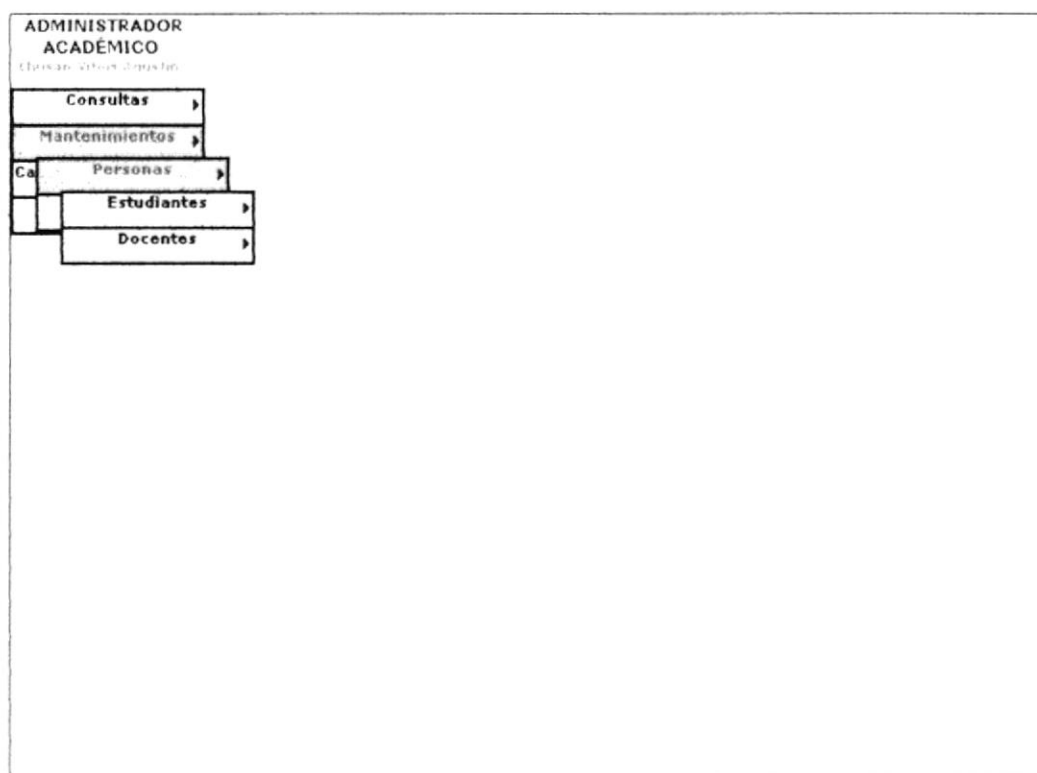 ADMINISTRADOR
ACADÉMICO
Consultas
Mantenimientos
Ca
Personas
Estudiantes
Docentes